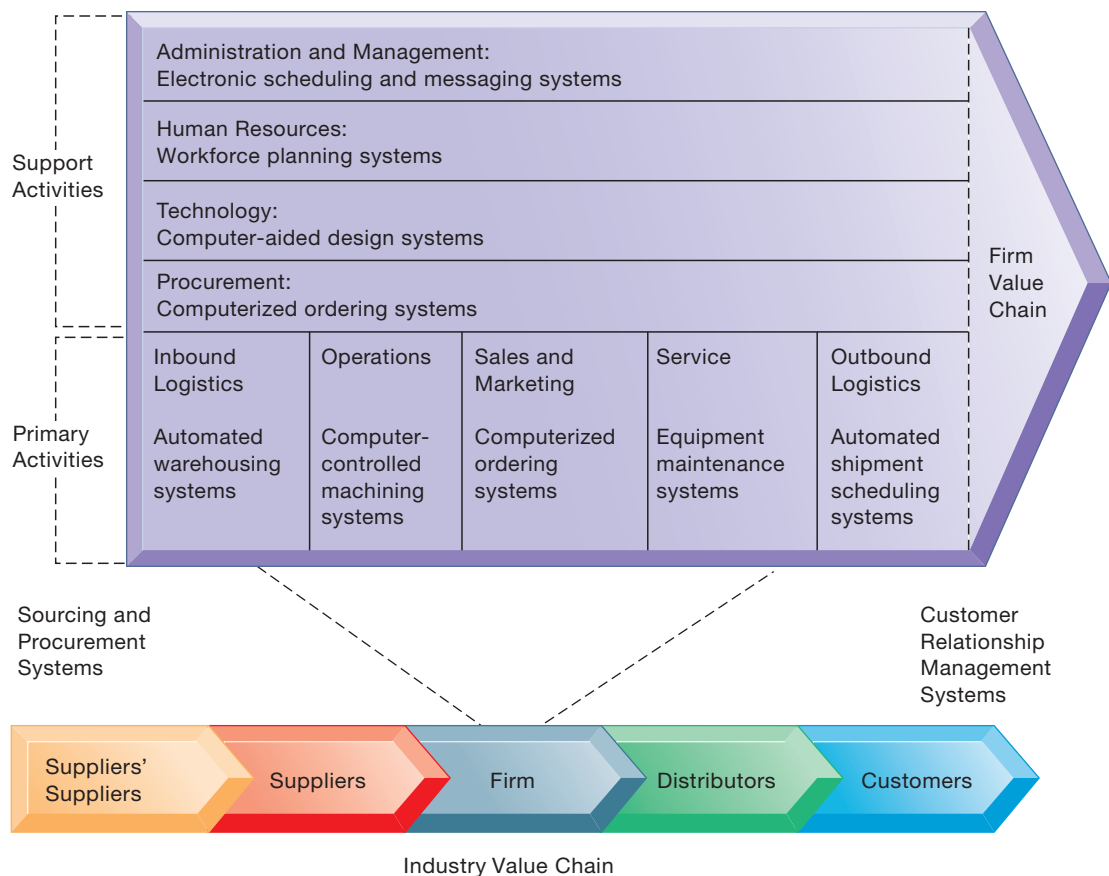 Administration and Management:
Electronic scheduling and messaging systems
Human Resources:
Workforce planning systems
Support
Activities
Technology:
Computer-aided design systems
Procurement:
Computerized ordering systems
Firm
Value
Chain
Primary
Activities
Inbound
Logistics
Automated
warehousing
systems
Operations
Computer-
controlled
machining
systems
Sales and
Marketing
Computerized
ordering
systems
Service
Equipment
maintenance
systems
Outbound
Logistics
Automated
shipment
scheduling
systems
Sourcing and
Procurement
Systems
Customer
Relationship
Management
Systems
Suppliers’
Suppliers
Suppliers
Firm
Distributors
Customers
Industry Value Chain